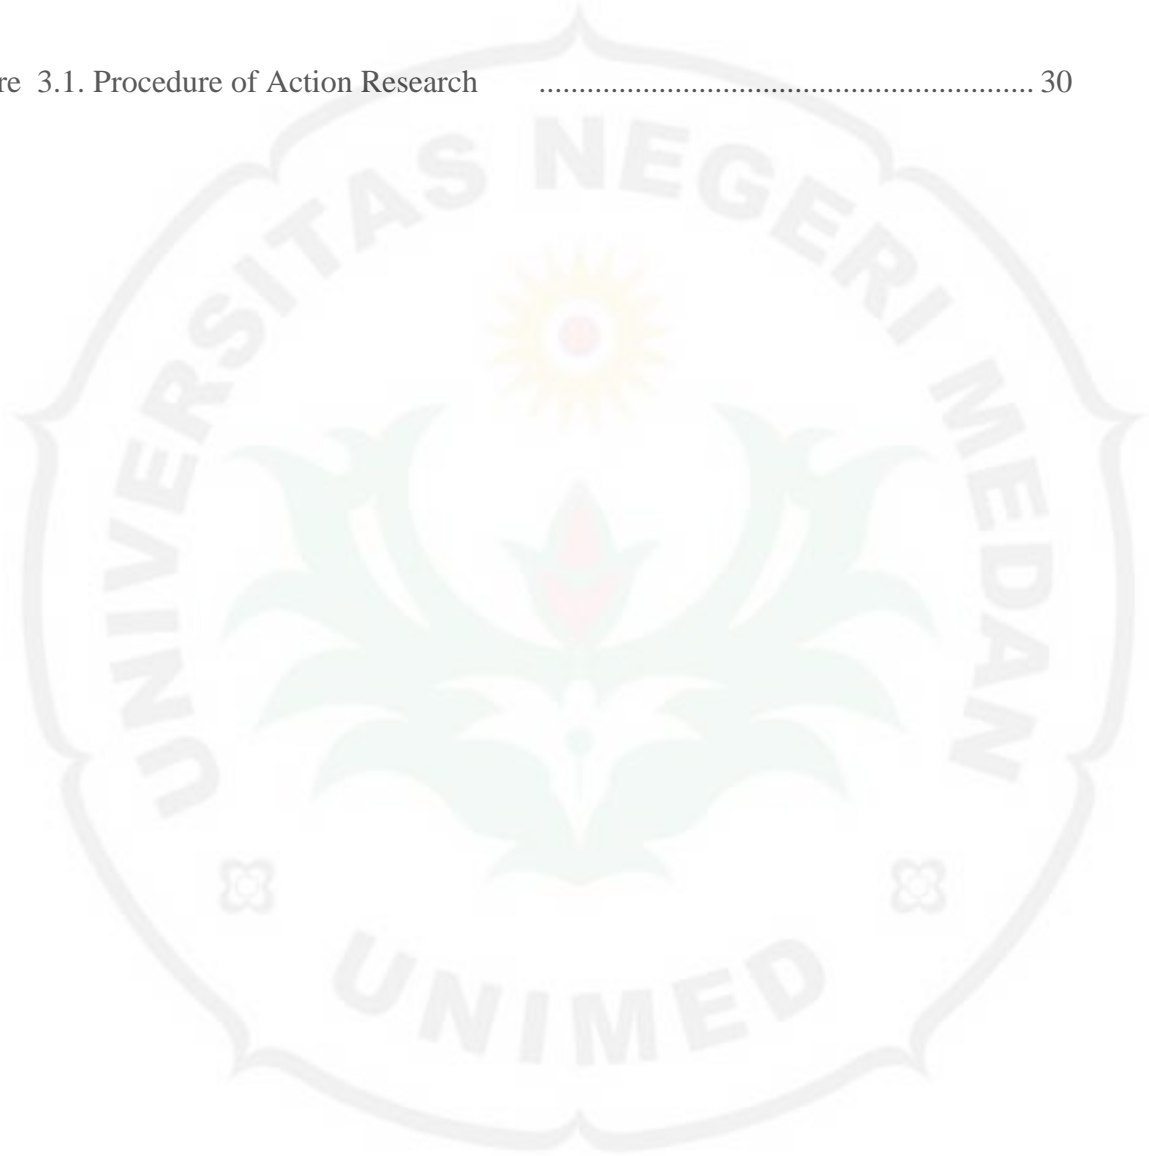 re 3.1. Procedure of Action Research ............................................................. 30
UNIVERSITAS NEGERI MEDAN
UNIMED